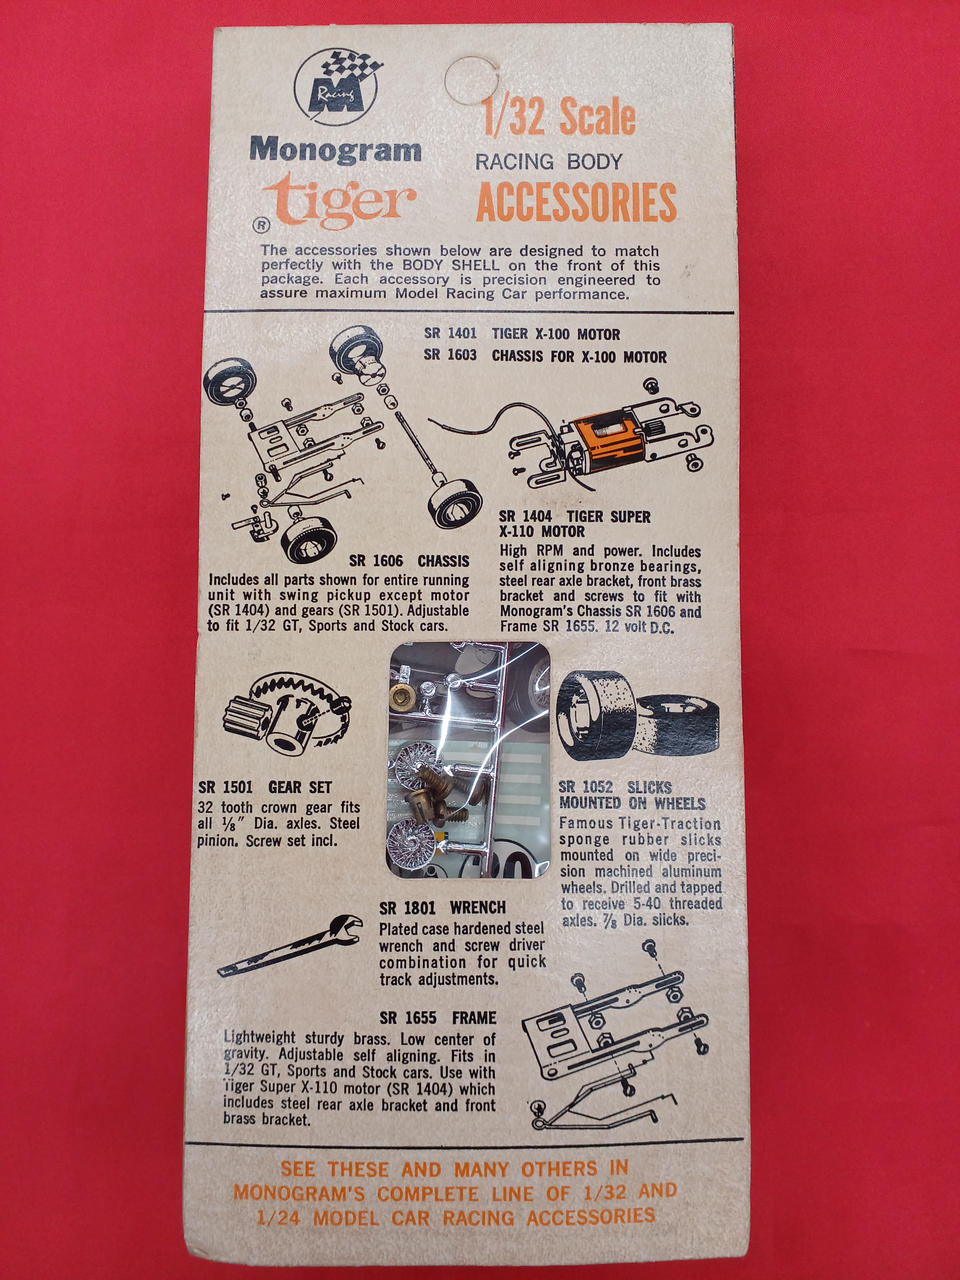 M
Racing
Monogram
tiger
®
1/32 Scale
RACING BODY
ACCESSORIES
The accessories shown below are designed to match
perfectly with the BODY SHELL on the front of this
package. Each accessory is precision engineered to
assure maximum Model Racing Car performance.
SR 1401 TIGER X-100 MOTOR
SR 1603 CHASSIS FOR X-100 MOTOR
SR 1606 CHASSIS
Includes all parts shown for entire running
unit with swing pickup except motor
(SR 1404) and gears (SR 1501). Adjustable
to fit 1/32 GT, Sports and Stock cars.
SR 1404 TIGER SUPER
X-110 MOTOR
High RPM and power. Includes
self aligning bronze bearings,
steel rear axle bracket, front brass
bracket and screws to fit with
Monogram's Chassis SR 1606 and
Frame SR 1655. 12 volt D.C.
SR 1501 GEAR SET
32 tooth crown gear fits
all 1/8" Dia. axles. Steel
pinion. Screw set incl.
SR 1052 SLICKS
MOUNTED ON WHEELS
Famous Tiger-Traction
sponge rubber slicks
mounted on wide preci-
sion machined aluminum
wheels. Drilled and tapped
to receive 5-40 threaded
axles. 7/8 Dia. slicks.
SR 1801 WRENCH
Plated case hardened steel
wrench and screw driver
combination for quick
track adjustments.
SR 1655 FRAME
Lightweight sturdy brass. Low center of
gravity. Adjustable self aligning. Fits in
1/32 GT, Sports and Stock cars. Use with
Tiger Super X-110 motor (SR 1404) which
includes steel rear axle bracket and front
brass bracket.
SEE THESE AND MANY OTHERS IN
MONOGRAM'S COMPLETE LINE OF 1/32 AND
1/24 MODEL CAR RACING ACCESSORIES